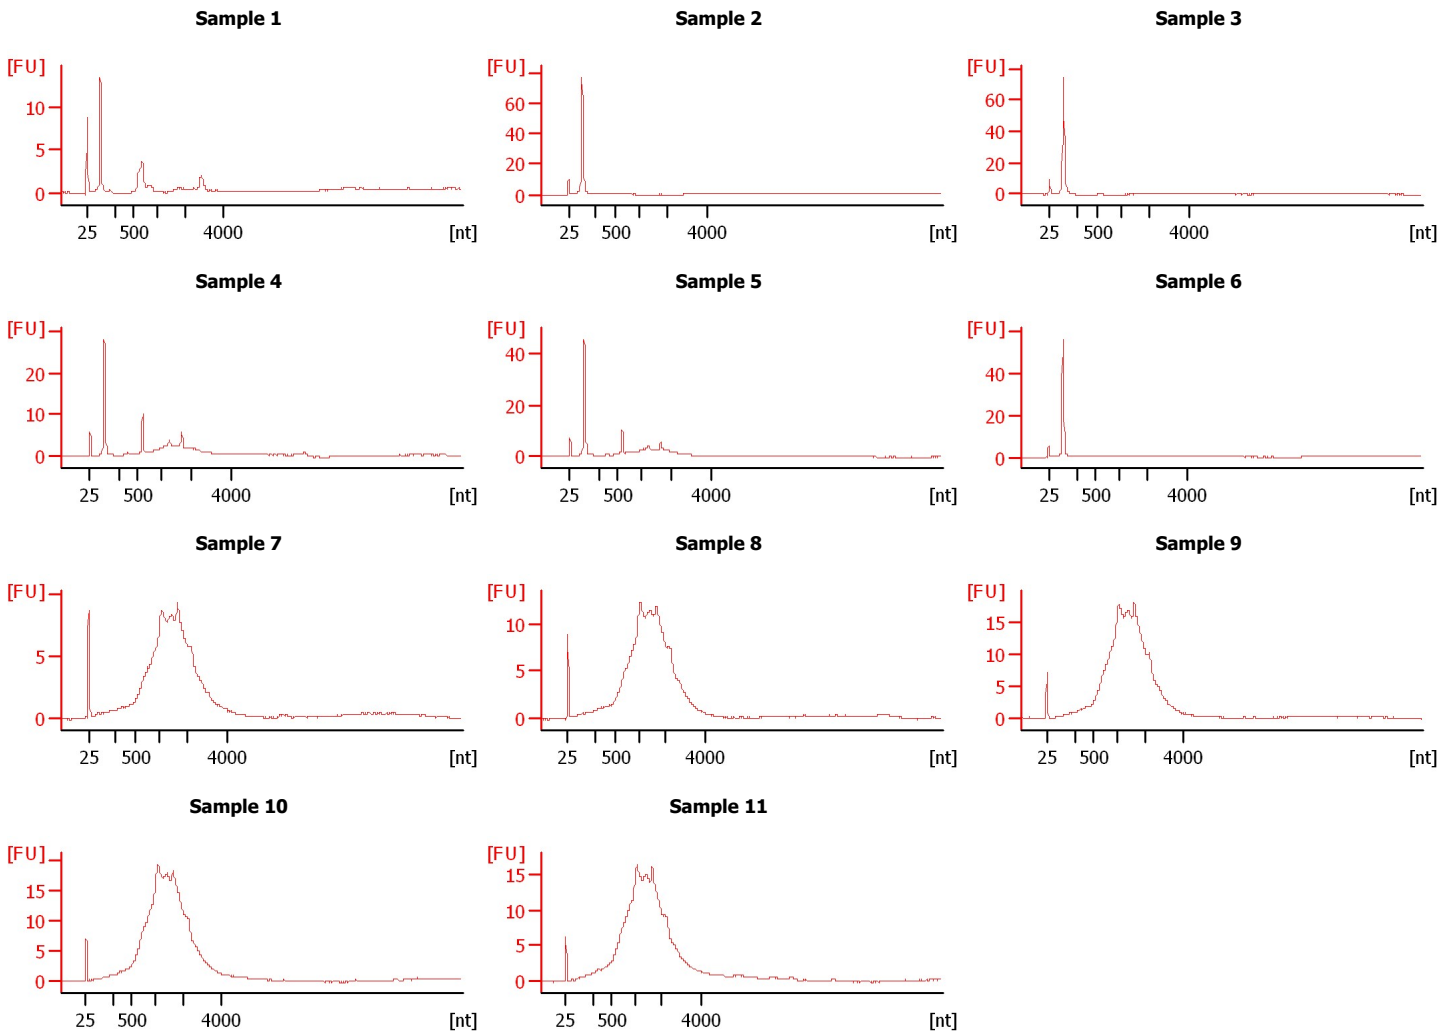 Sample 1
Sample 2
Sample 3
[FU]
10
5
0
25
500
4000
[nt]
[FU]
60
40
20
0
25
500
4000
[nt]
[FU]
60
40
20
0
25
500
4000
[nt]
Sample 4
Sample 5
Sample 6
[FU]
20
10
0
25
500
4000
[nt]
[FU]
40
20
0
25
500
4000
[nt]
[FU]
40
20
0
25
500
4000
[nt]
Sample 7
Sample 8
Sample 9
[FU]
5
0
25
500
4000
[nt]
[FU]
10
5
0
25
500
4000
[nt]
[FU]
15
10
5
0
25
500
4000
[nt]
Sample 10
Sample 11
[FU]
15
10
5
0
25
500
4000
[nt]
[FU]
15
10
5
0
25
500
4000
[nt]